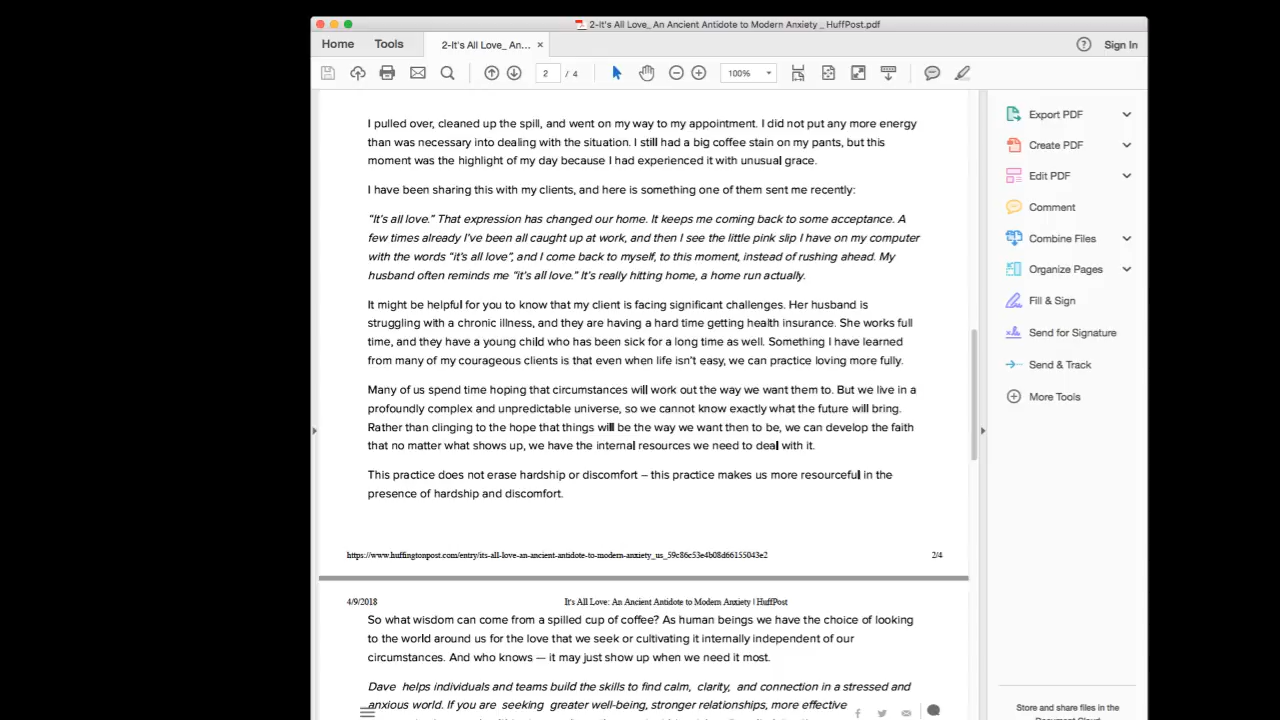 2-It's All Love_ An Ancient Antidote to Modern Anxiety _ HuffPost.pdf
Home Tools 2-It's All Love_ An... × ? Sign In
2 / 4 100%
I pulled over, cleaned up the spill, and went on my way to my appointment. I did not put any more energy
than was necessary into dealing with the situation. I still had a big coffee stain on my pants, but this
moment was the highlight of my day because I had experienced it with unusual grace.
I have been sharing this with my clients, and here is something one of them sent me recently:
“It’s all love.” That expression has changed our home. It keeps me coming back to some acceptance. A
few times already I’ve been all caught up at work, and then I see the little pink slip I have on my computer
with the words “it’s all love”, and I come back to myself, to this moment, instead of rushing ahead. My
husband often reminds me “it’s all love.” It’s really hitting home, a home run actually.
It might be helpful for you to know that my client is facing significant challenges. Her husband is
struggling with a chronic illness, and they are having a hard time getting health insurance. She works full
time, and they have a young child who has been sick for a long time as well. Something I have learned
from many of my courageous clients is that even when life isn’t easy, we can practice loving more fully.
Many of us spend time hoping that circumstances will work out the way we want them to. But we live in a
profoundly complex and unpredictable universe, so we cannot know exactly what the future will bring.
Rather than clinging to the hope that things will be the way we want then to be, we can develop the faith
that no matter what shows up, we have the internal resources we need to deal with it.
This practice does not erase hardship or discomfort – this practice makes us more resourceful in the
presence of hardship and discomfort.
https://www.huffingtonpost.com/entry/its-all-love-an-ancient-antidote-to-modern-anxiety_us_59c86c53e4b08d66155043e2 2/4
4/9/2018 It's All Love: An Ancient Antidote to Modern Anxiety | HuffPost
So what wisdom can come from a spilled cup of coffee? As human beings we have the choice of looking
to the world around us for the love that we seek or cultivating it internally independent of our
circumstances. And who knows — it may just show up when we need it most.
Dave helps individuals and teams build the skills to find calm, clarity, and connection in a stressed and
anxious world. If you are seeking greater well-being, stronger relationships, more effective
Export PDF
Create PDF
Edit PDF
Comment
Combine Files
Organize Pages
Fill & Sign
Send for Signature
Send & Track
More Tools
Store and share files in the
Document Cloud